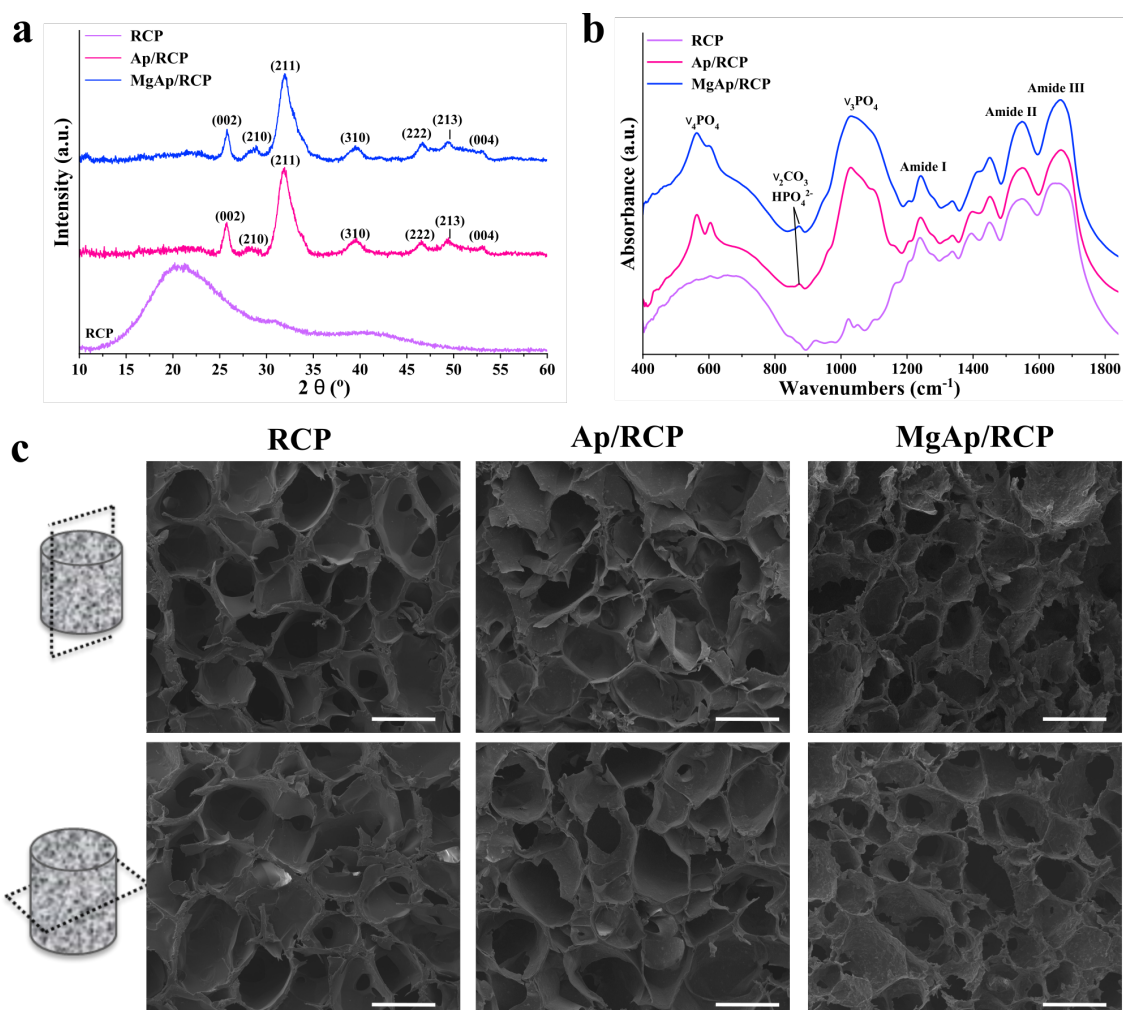 a
RCP
Ap/RCP
MgAp/RCP
(002)
(210)
(211)
(310)
(222)
(213)
(004)
(002)
(210)
(211)
(310)
(222)
(213)
(004)
RCP
Intensity (a.u.)
10 15 20 25 30 35 40 45 50 55 60
2 θ (º)
b
RCP
Ap/RCP
MgAp/RCP
ν4PO4
ν2CO3
HPO4²⁻
ν3PO4
Amide I
Amide II
Amide III
Absorbance (a.u.)
400 600 800 1000 1200 1400 1600 1800
Wavenumbers (cm⁻¹)
c
RCP Ap/RCP MgAp/RCP